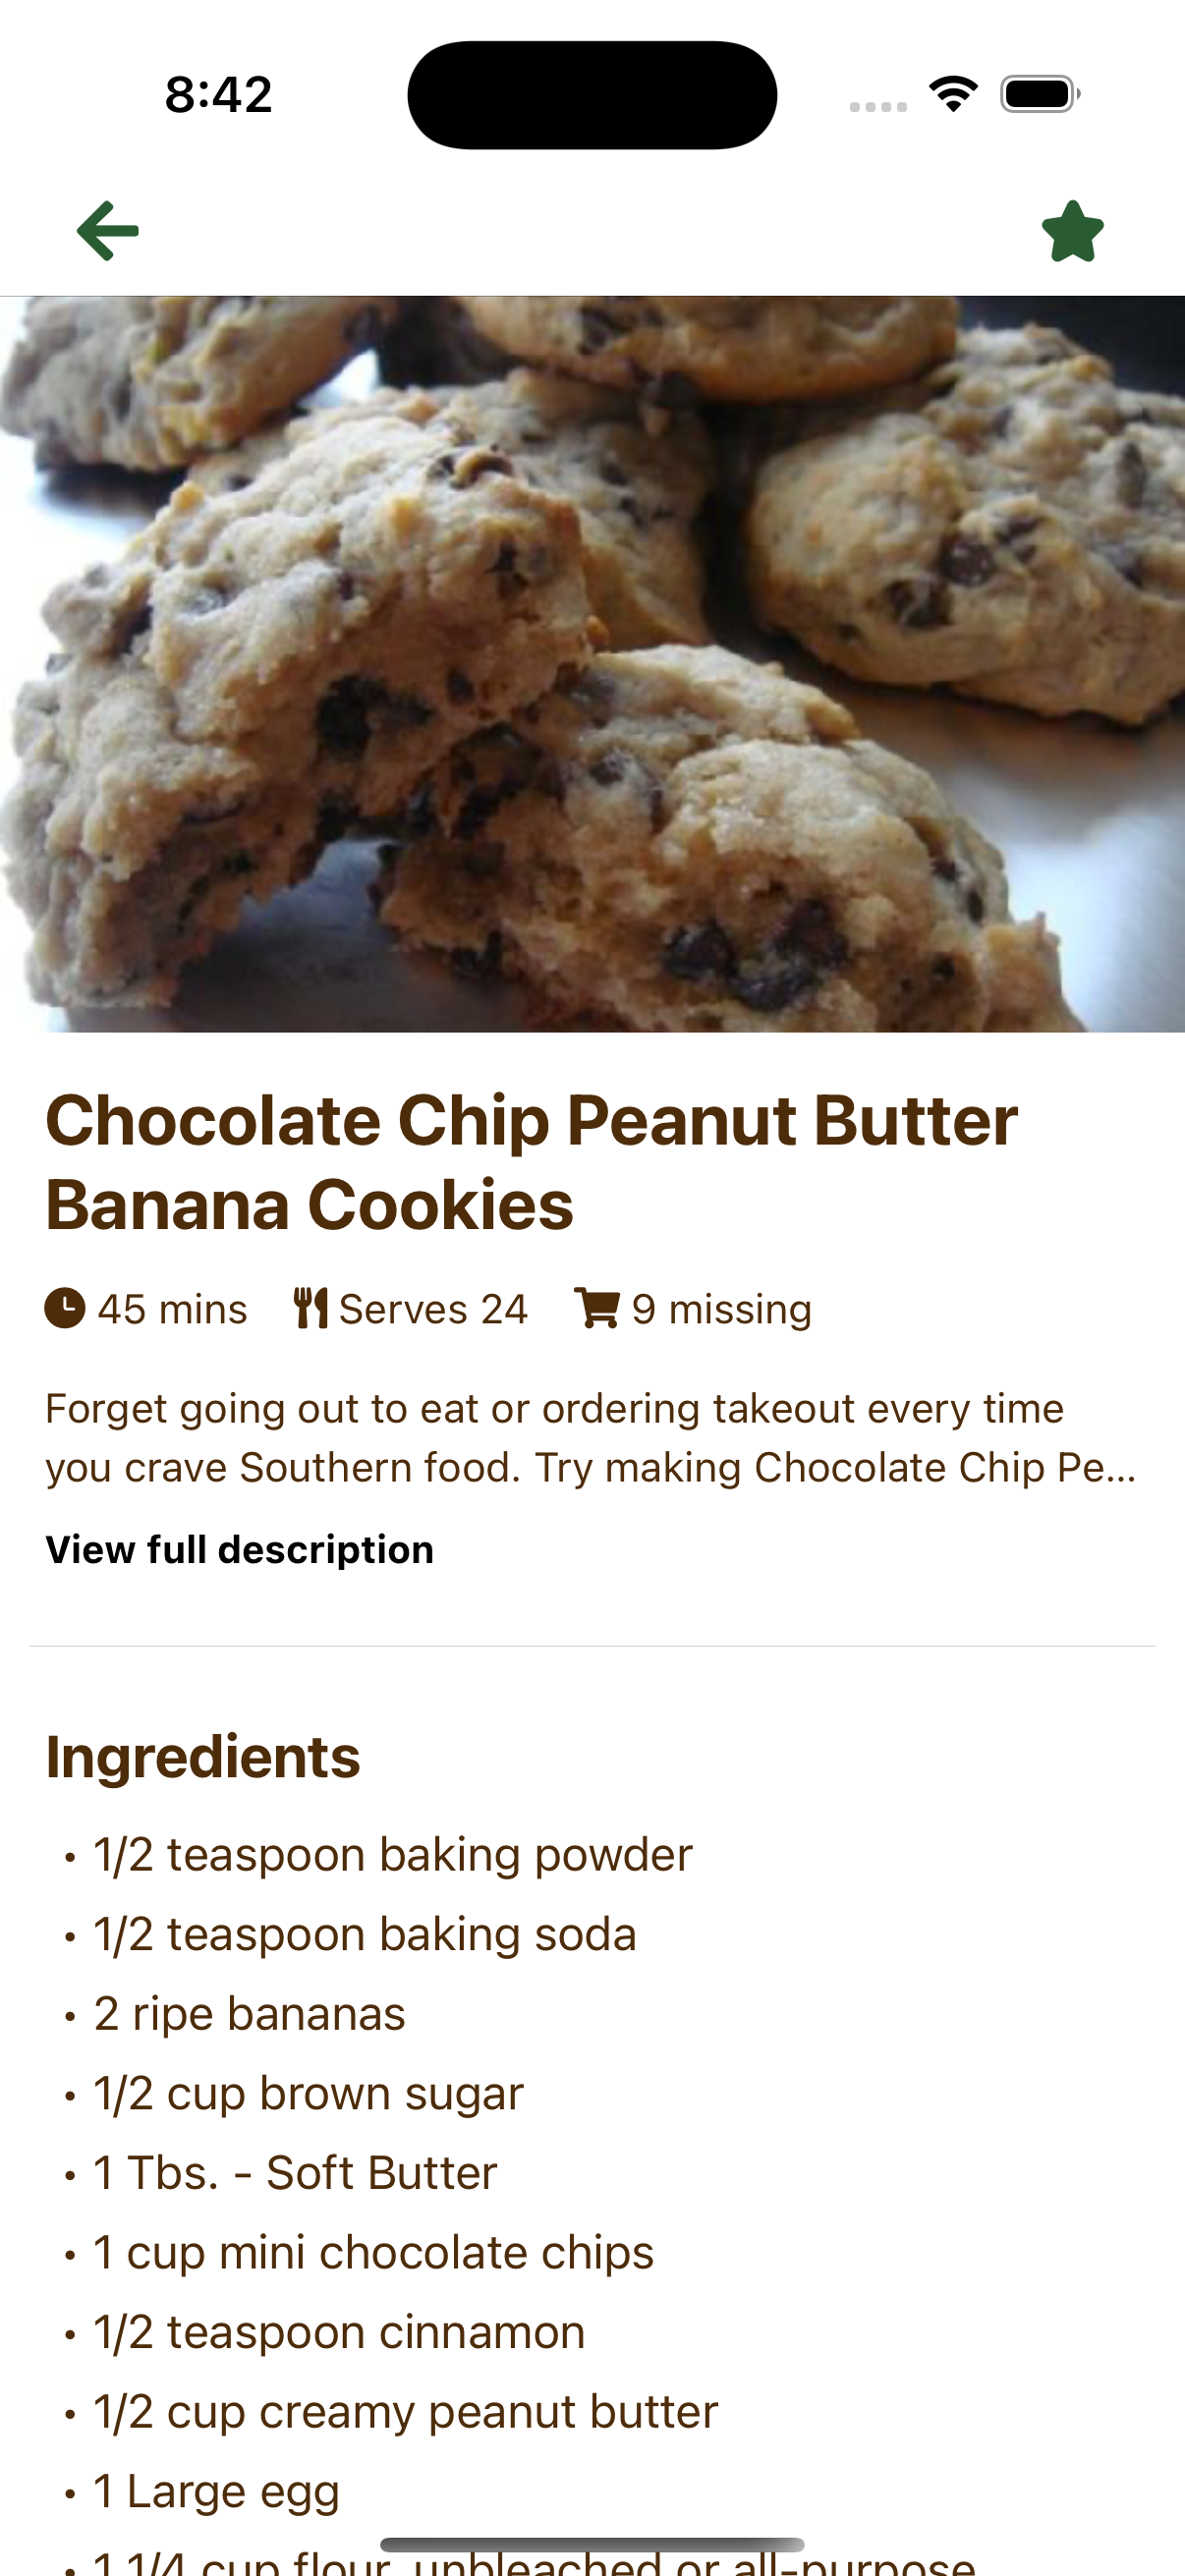 8:42
Chocolate Chip Peanut Butter
Banana Cookies
45 mins Serves 24 9 missing
Forget going out to eat or ordering takeout every time
you crave Southern food. Try making Chocolate Chip Pe...
View full description
Ingredients
• 1/2 teaspoon baking powder
• 1/2 teaspoon baking soda
• 2 ripe bananas
• 1/2 cup brown sugar
• 1 Tbs. - Soft Butter
• 1 cup mini chocolate chips
• 1/2 teaspoon cinnamon
• 1/2 cup creamy peanut butter
• 1 Large egg
• 1 1/4 cup flour, unbleached or all-purpose